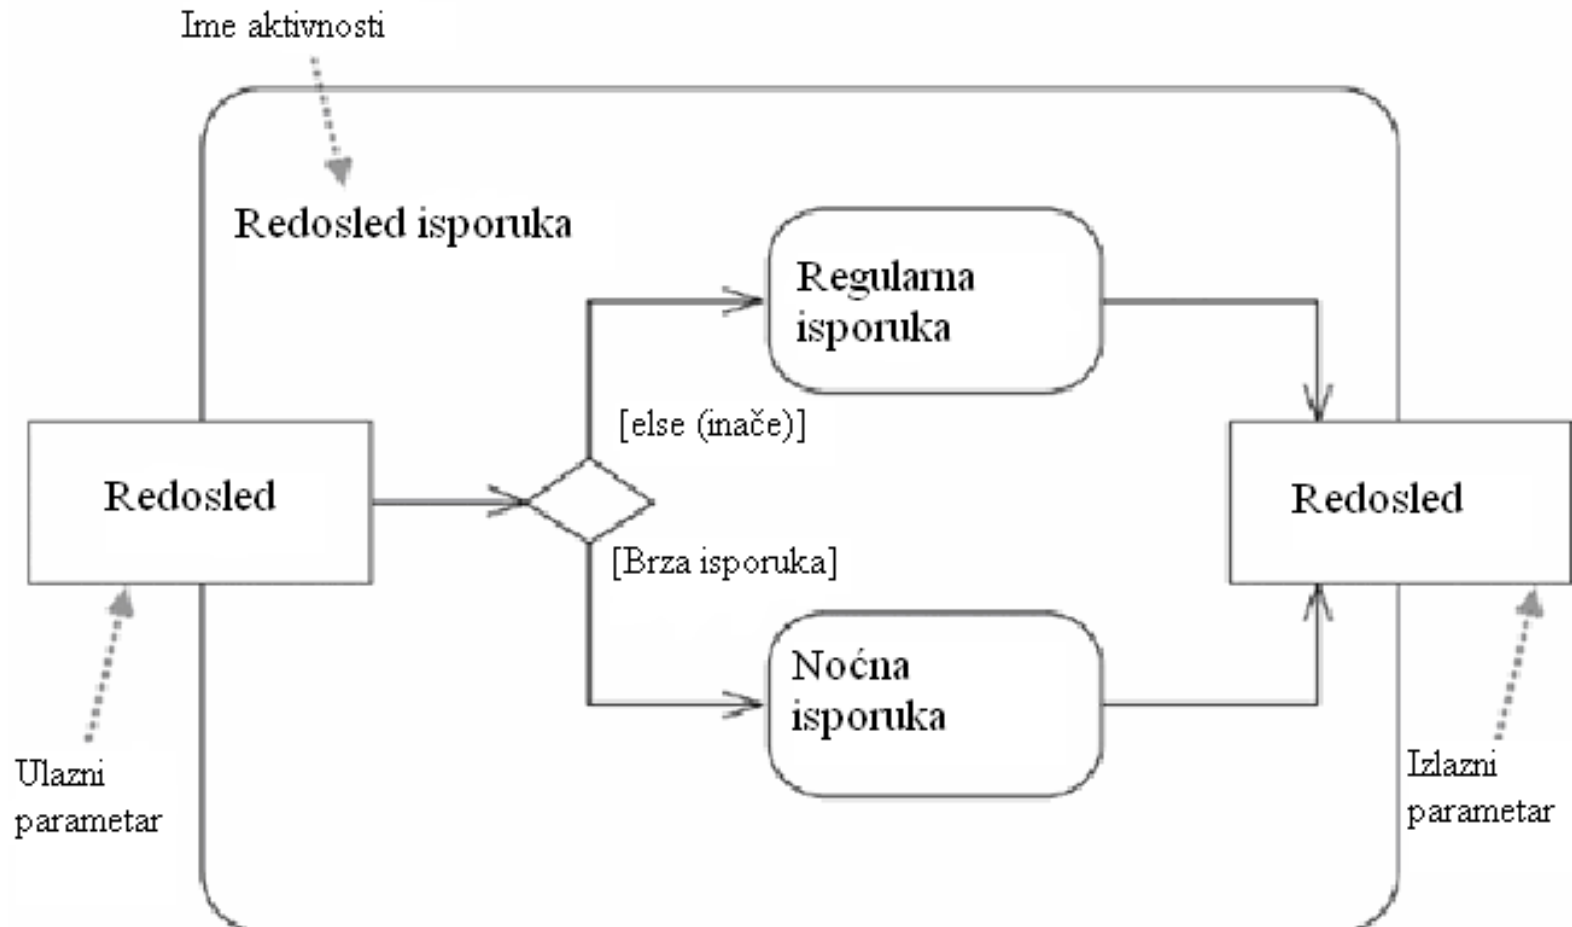 Ime aktivnosti
Redosled isporuka
Regularna
isporuka
[else (inače)]
Redosled
Redosled
[Brza isporuka]
Noćna
isporuka
Ulazni
parametar
Izlazni
parametar